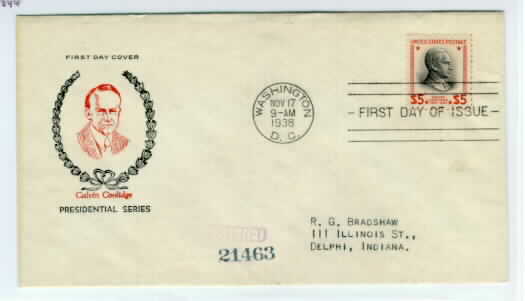 FIRST DAY COVER
Calvin Coolidge
PRESIDENTIAL SERIES
WASHINGTON
NOV 17
9-AM
1938
D. C.
UNITED STATES POSTAGE
$5 $5
- FIRST DAY OF ISSUE -
R. G. BRADSHAW
111 ILLINOIS ST.,
DELPHI, INDIANA.
21463